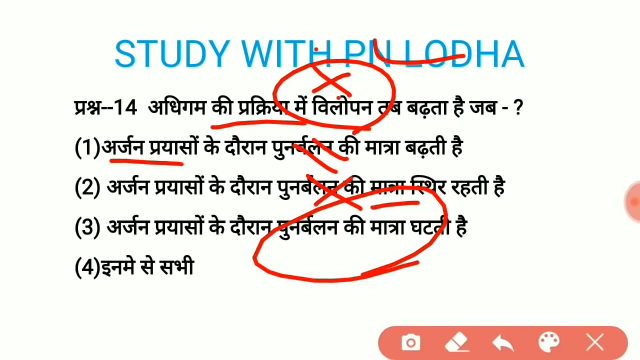 STUDY WITH PN LODHA
प्रश्न--14 अधिगम की प्रक्रिया में विलोपन तब बढ़ता है जब - ?
(1)अर्जन प्रयासों के दौरान पुनर्बलन की मात्रा बढ़ती है
(2) अर्जन प्रयासों के दौरान पुनर्बलन की मात्रा स्थिर रहती है
(3) अर्जन प्रयासों के दौरान पुनर्बलन की मात्रा घटती है
(4)इनमे से सभी